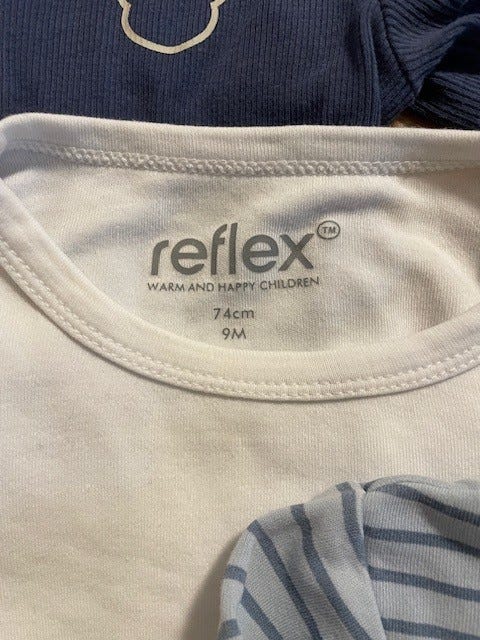 reflex™
WARM AND HAPPY CHILDREN
74cm
9M